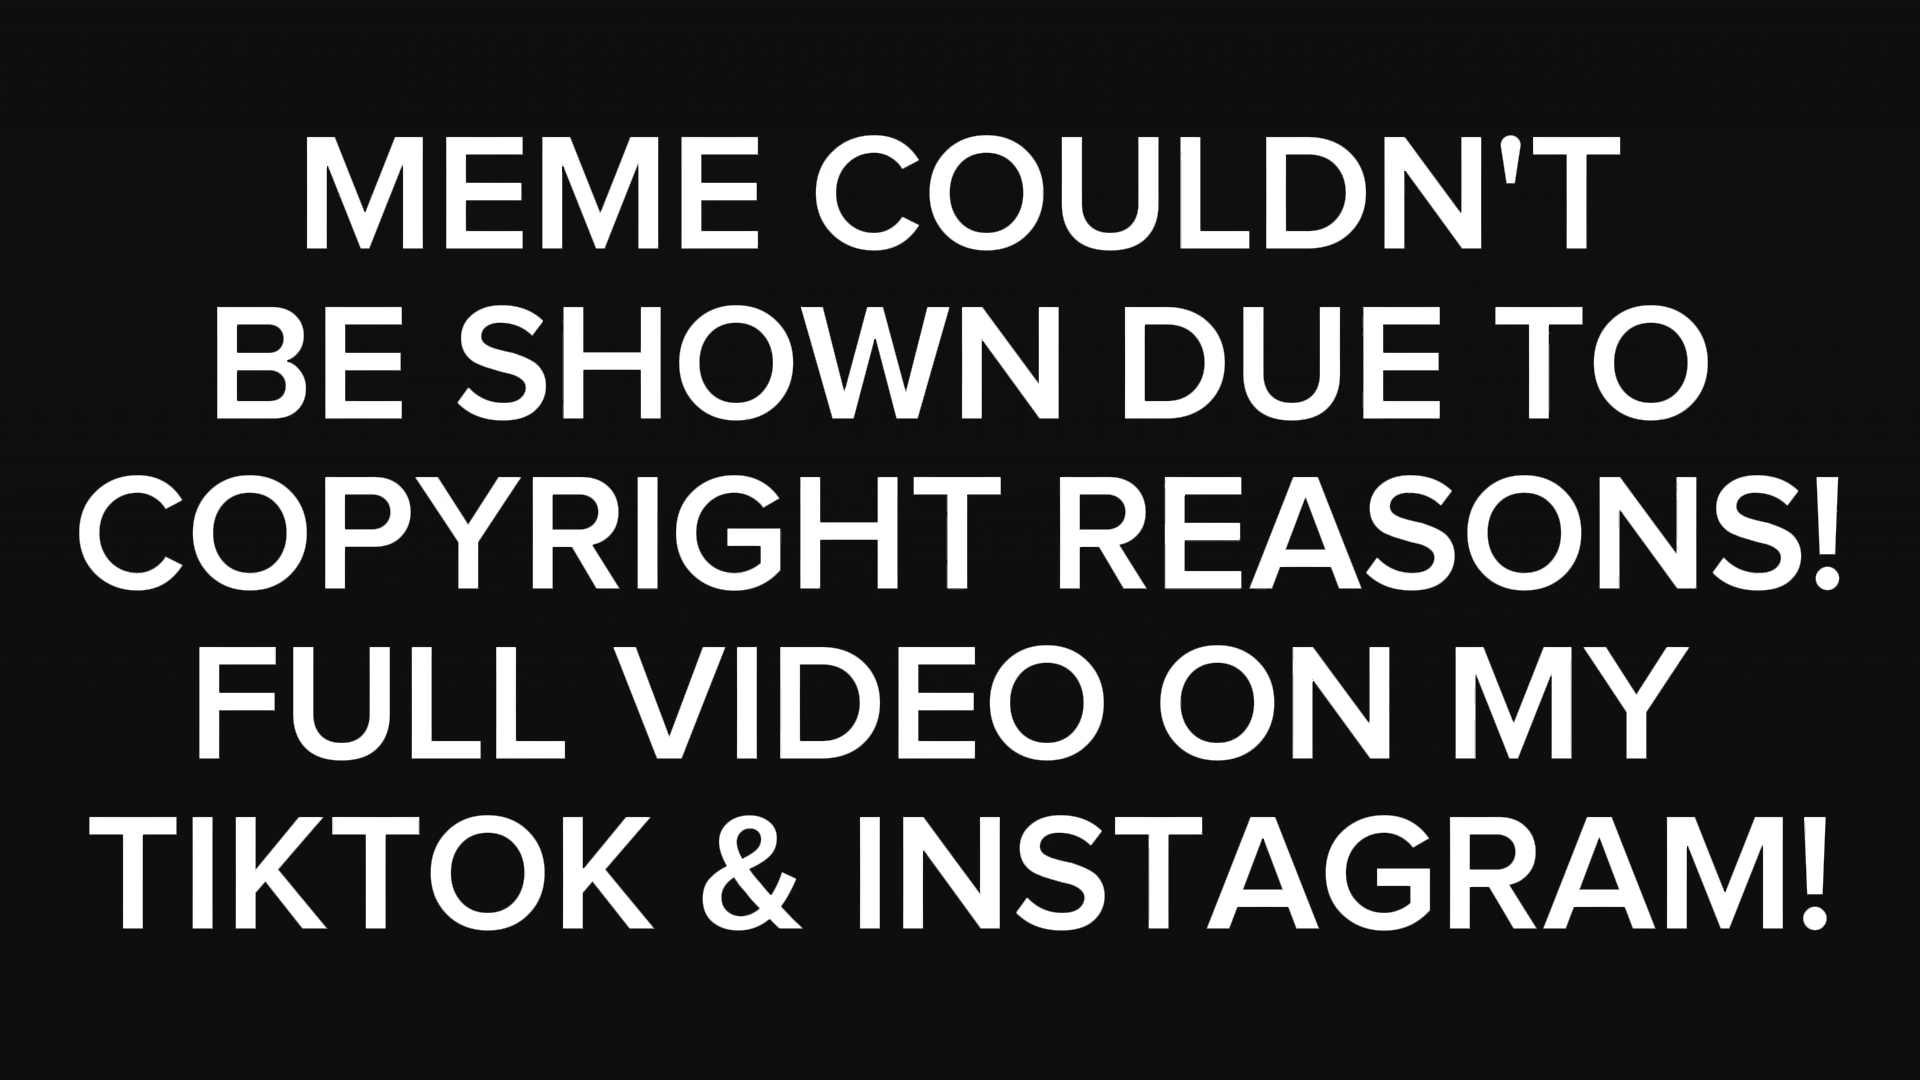 MEME COULDN'T
BE SHOWN DUE TO
COPYRIGHT REASONS!
FULL VIDEO ON MY
TIKTOK & INSTAGRAM!